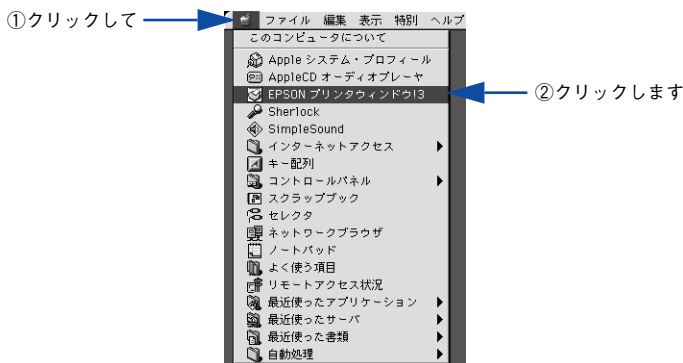 ①クリックして
ファイル 編集 表示 特別 ヘルプ
このコンピュータについて
Apple システム・プロフィール
AppleCD オーディオプレーヤ
EPSON プリンタウィンドウ!3
②クリックします
Sherlock
SimpleSound
インターネットアクセス
キー配列
コントロールパネル
スクラップブック
セレクタ
ネットワークブラウザ
ノートパッド
よく使う項目
リモートアクセス状況
最近使ったアプリケーション
最近使ったサーバ
最近使った書類
自動処理